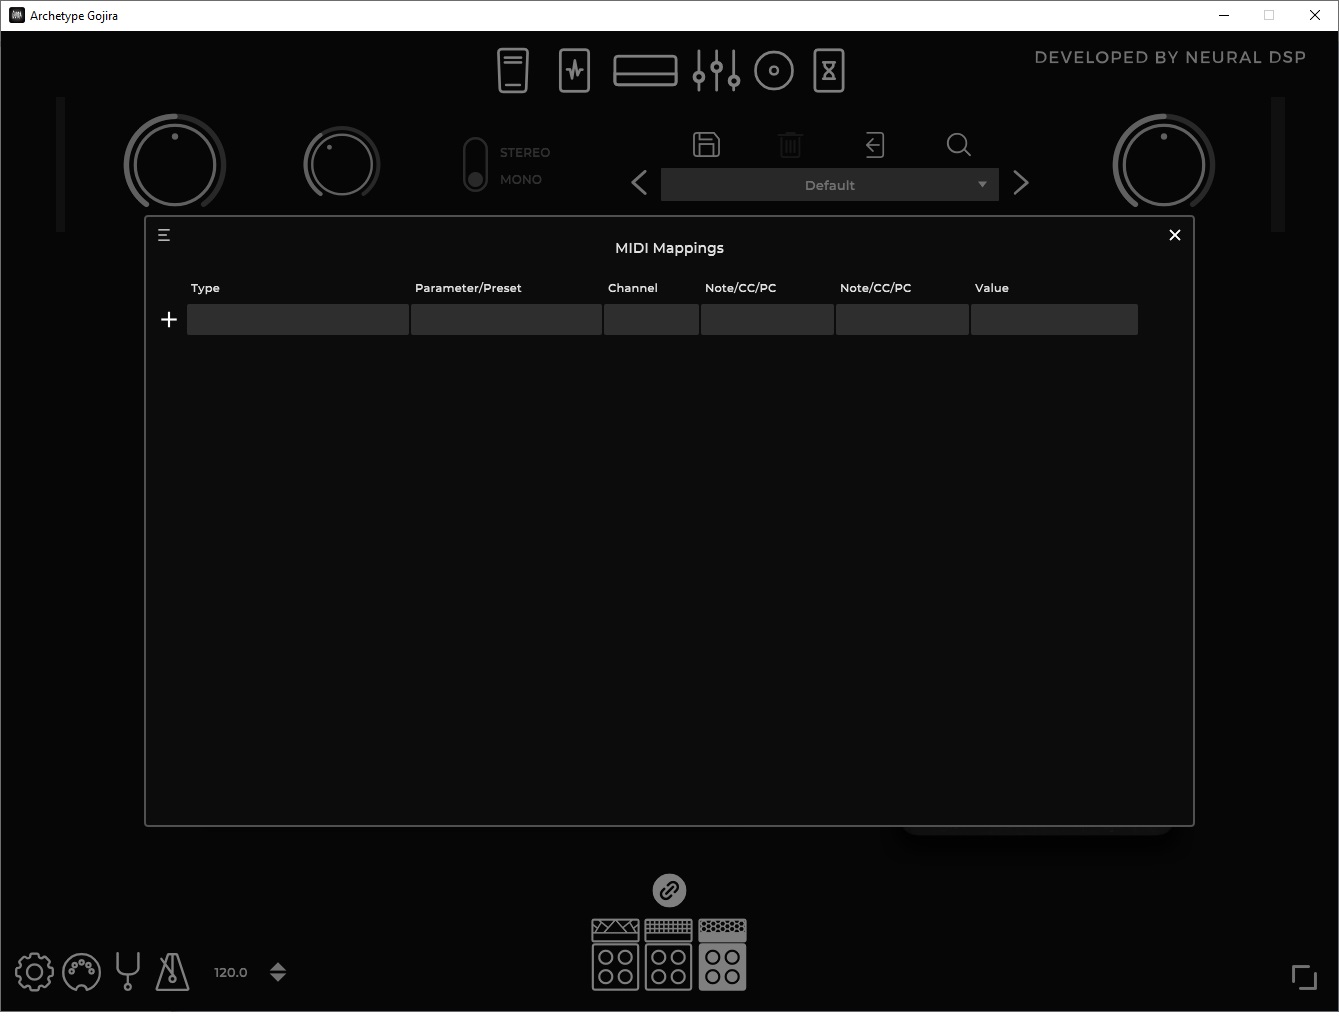 Archetype Gojira
DEVELOPED BY NEURAL DSP
STEREO
MONO
Default
MIDI Mappings
Type Parameter/Preset Channel Note/CC/PC Note/CC/PC Value
120.0